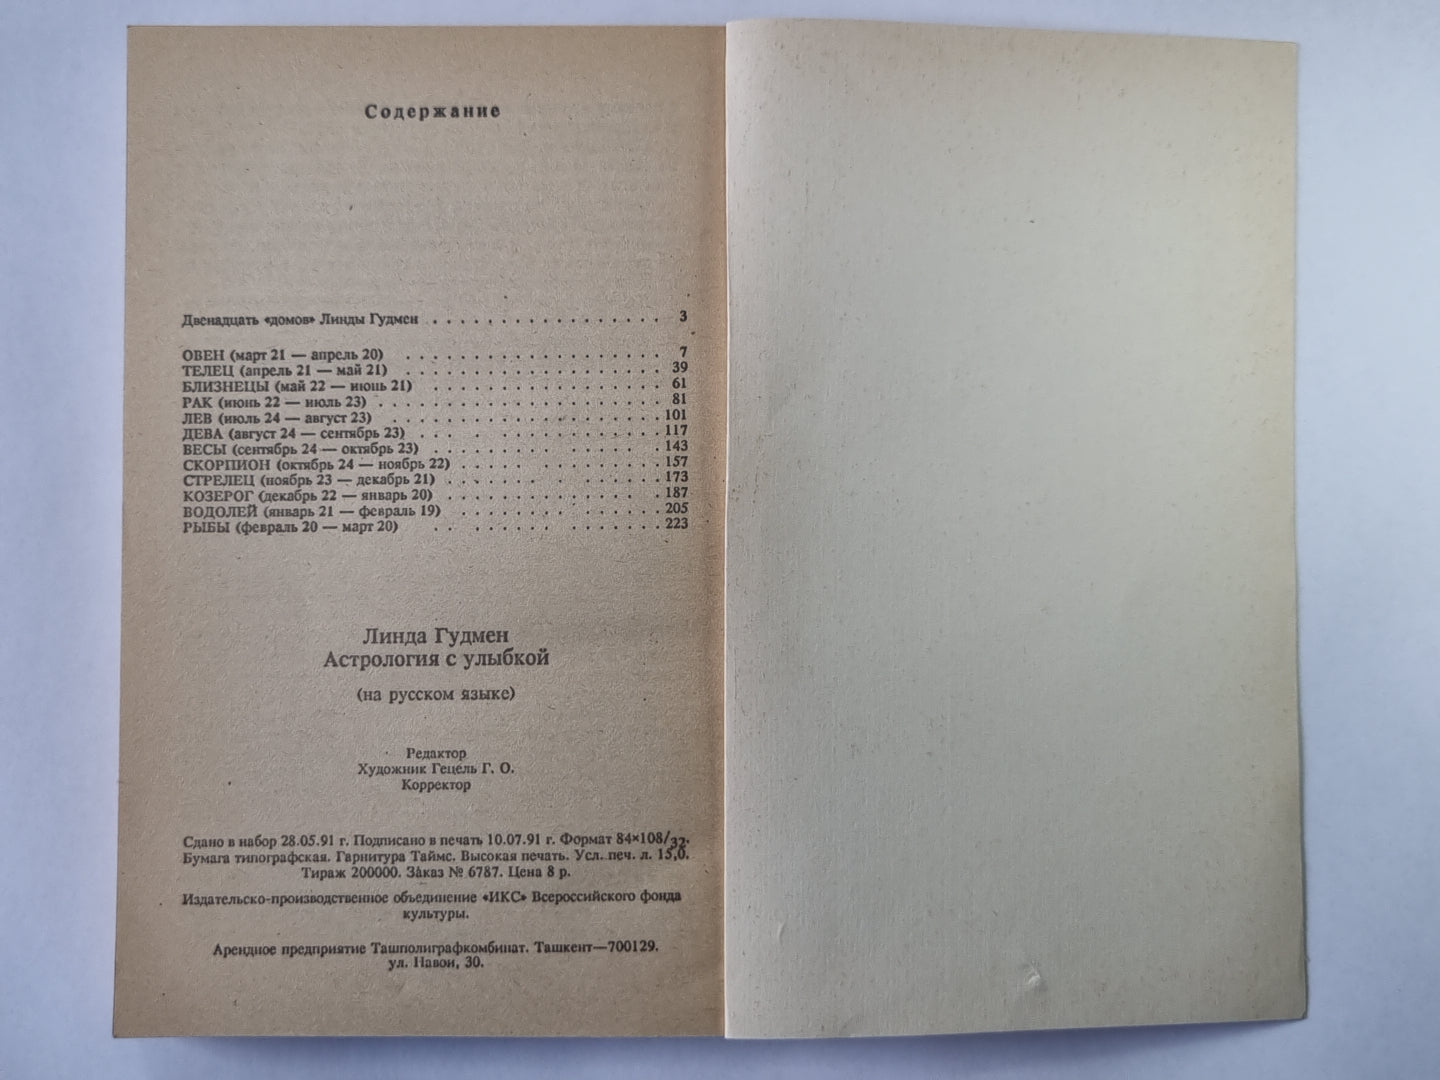 Содержание
Двенадцать «домов» Линды Гудмен . . . . . . . . . . . . . . . . . 3
ОВЕН (март 21 — апрель 20) . . . . . . . . . . . . . . . . . . . 7
ТЕЛЕЦ (апрель 21 — май 21) . . . . . . . . . . . . . . . . . . . 39
БЛИЗНЕЦЫ (май 22 — июнь 21) . . . . . . . . . . . . . . . . . 61
РАК (июнь 22 — июль 23) . . . . . . . . . . . . . . . . . . . . . 81
ЛЕВ (июль 24 — август 23) . . . . . . . . . . . . . . . . . . . . 101
ДЕВА (август 24 — сентябрь 23) . . . . . . . . . . . . . . . . . 117
ВЕСЫ (сентябрь 24 — октябрь 23) . . . . . . . . . . . . . . . . 143
СКОРПИОН (октябрь 24 — ноябрь 22) . . . . . . . . . . . . . . 157
СТРЕЛЕЦ (ноябрь 23 — декабрь 21) . . . . . . . . . . . . . . . 173
КОЗЕРОГ (декабрь 22 — январь 20) . . . . . . . . . . . . . . . 187
ВОДОЛЕЙ (январь 21 — февраль 19) . . . . . . . . . . . . . . . 205
РЫБЫ (февраль 20 — март 20) . . . . . . . . . . . . . . . . . 223
Линда Гудмен
Астрология с улыбкой
(на русском языке)
Редактор
Художник Гецель Г. О.
Корректор
Сдано в набор 28.05.91 г. Подписано в печать 10.07.91 г. Формат 84×108/32.
Бумага типографская. Гарнитура Таймс. Высокая печать. Усл. печ. л. 15,0.
Тираж 200000. Заказ № 6787. Цена 8 р.
Издательско-производственное объединение «ИКС» Всероссийского фонда
культуры.
Арендное предприятие Ташполиграфкомбинат. Ташкент—700129.
ул. Навои, 30.